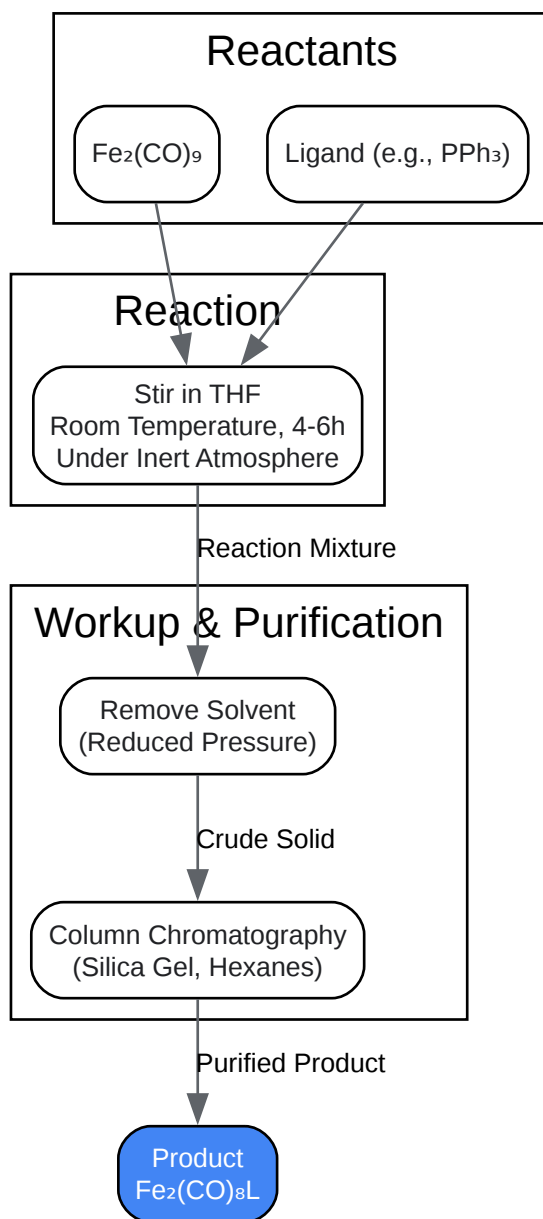 Reactants
Fe₂(CO)₉
Ligand (e.g., PPh₃)
Reaction
Stir in THF
Room Temperature, 4-6h
Under Inert Atmosphere
Reaction Mixture
Workup & Purification
Remove Solvent
(Reduced Pressure)
Crude Solid
Column Chromatography
(Silica Gel, Hexanes)
Purified Product
Product
Fe₂(CO)₈L